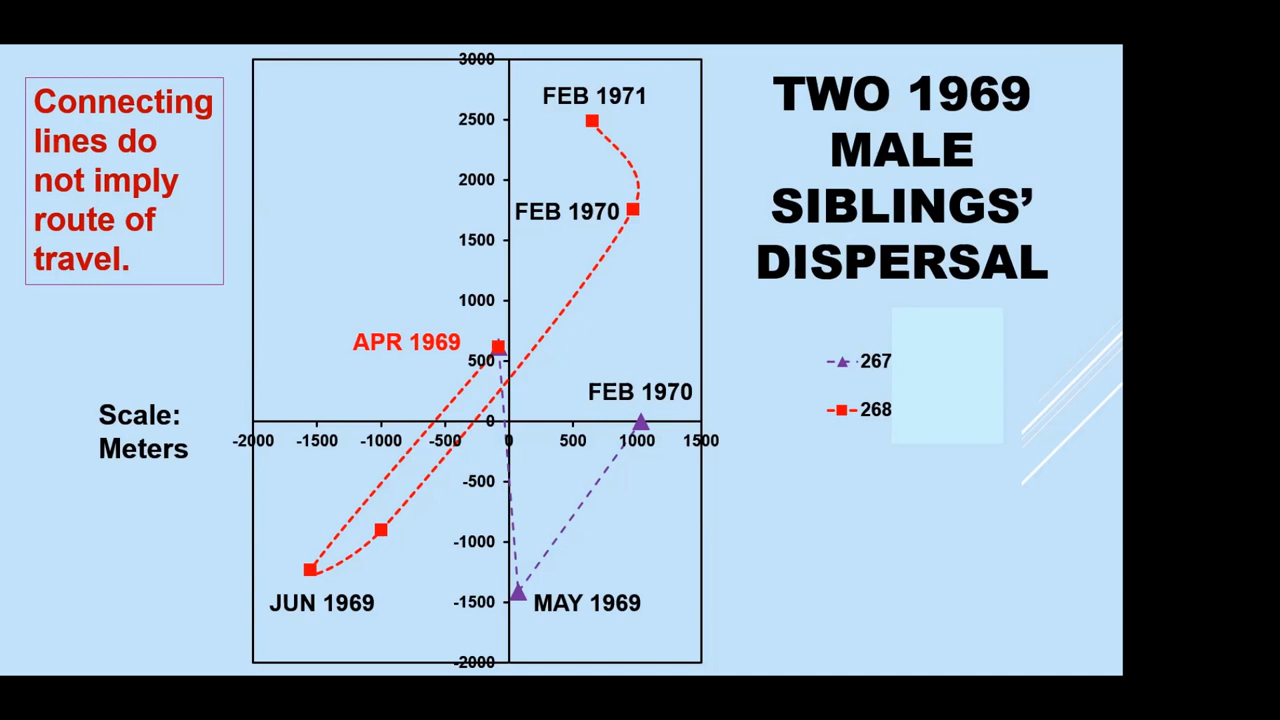 Connecting
lines do
not imply
route of
travel.
TWO 1969
MALE
SIBLINGS’
DISPERSAL
3000
FEB 1971
2500
2000
FEB 1970
1500
1000
APR 1969
500
267
FEB 1970
268
Scale:
Meters
0
-2000 -1500 -1000 -500 0 500 1000 1500
-500
-1000
-1500
JUN 1969
MAY 1969
-2000